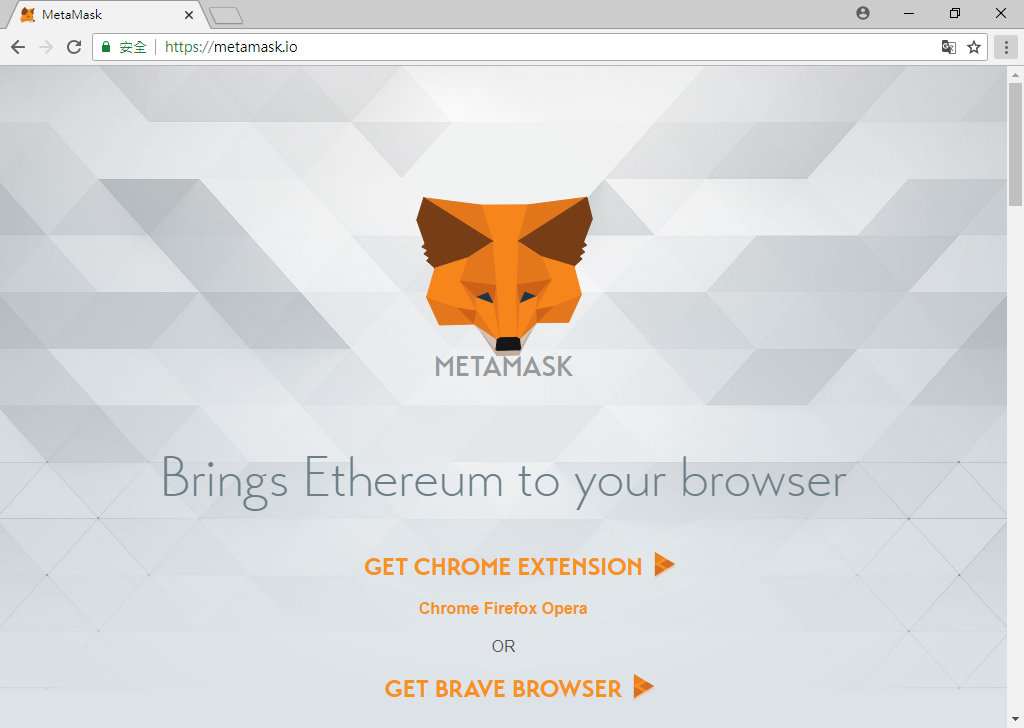 MetaMask
安全
https://metamask.io
METAMASK
Brings Ethereum to your browser
GET CHROME EXTENSION
Chrome Firefox Opera
OR
GET BRAVE BROWSER